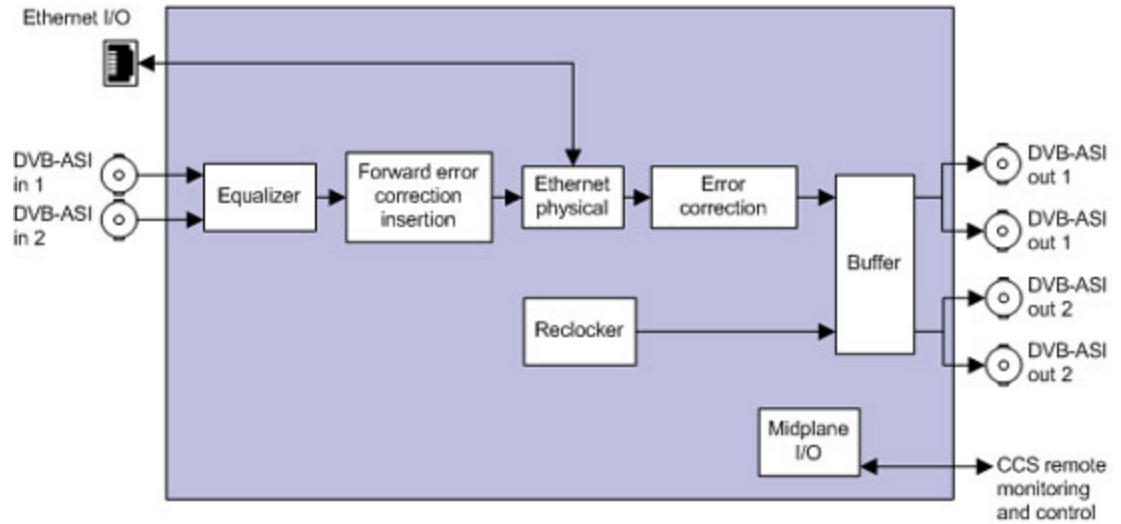 Ethernet I/O
DVB-ASI
in 1
DVB-ASI
in 2
Equalizer
Forward error
correction
insertion
Ethernet
physical
Error
correction
Buffer
Reclocker
Midplane
I/O
DVB-ASI
out 1
DVB-ASI
out 1
DVB-ASI
out 2
DVB-ASI
out 2
CCS remote
monitoring
and control